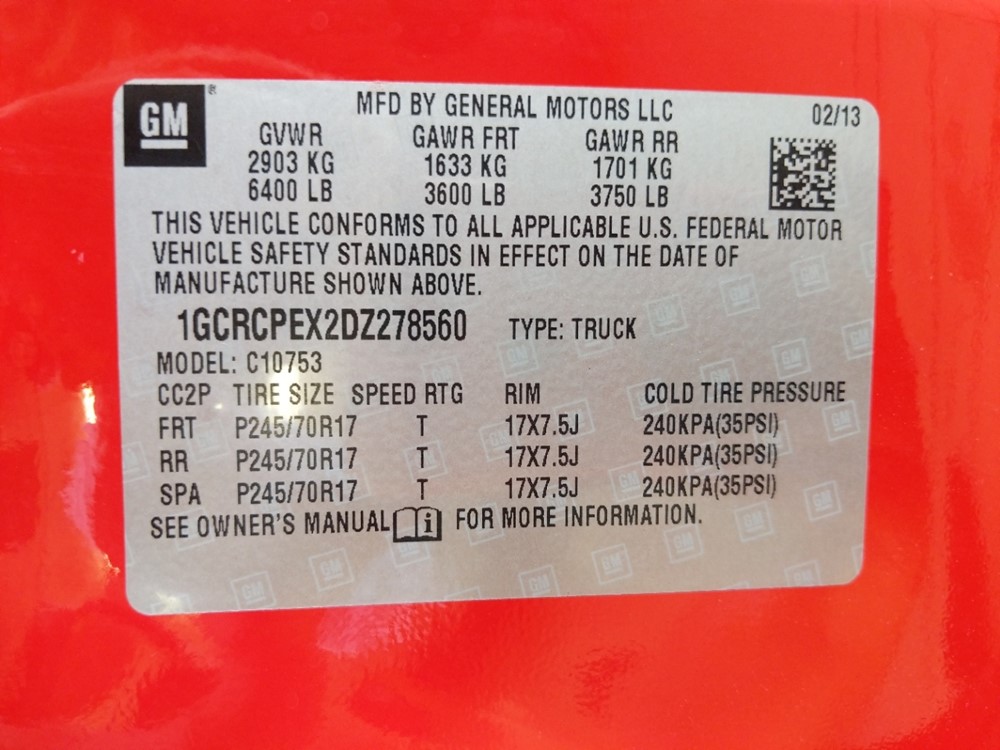 GM®
MFD BY GENERAL MOTORS LLC 02/13
GVWR GAWR FRT GAWR RR
2903 KG 1633 KG 1701 KG
6400 LB 3600 LB 3750 LB
THIS VEHICLE CONFORMS TO ALL APPLICABLE U.S. FEDERAL MOTOR
VEHICLE SAFETY STANDARDS IN EFFECT ON THE DATE OF
MANUFACTURE SHOWN ABOVE.
1GCRCPEX2DZ278560 TYPE: TRUCK
MODEL: C10753
CC2P TIRE SIZE SPEED RTG RIM COLD TIRE PRESSURE
FRT P245/70R17 T 17X7.5J 240KPA(35PSI)
RR P245/70R17 T 17X7.5J 240KPA(35PSI)
SPA P245/70R17 T 17X7.5J 240KPA(35PSI)
SEE OWNER'S MANUAL i FOR MORE INFORMATION.